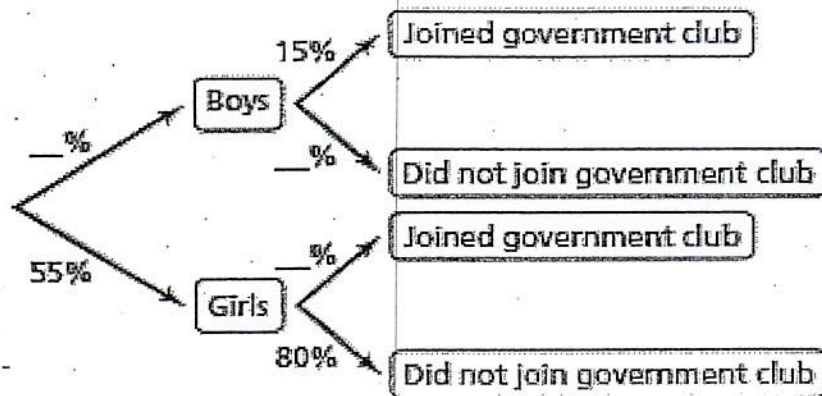 Joined government club
15%
Boys
__%
__%
Did not join government club
Joined government club
__%
55%
Girls
80%
Did not join government club